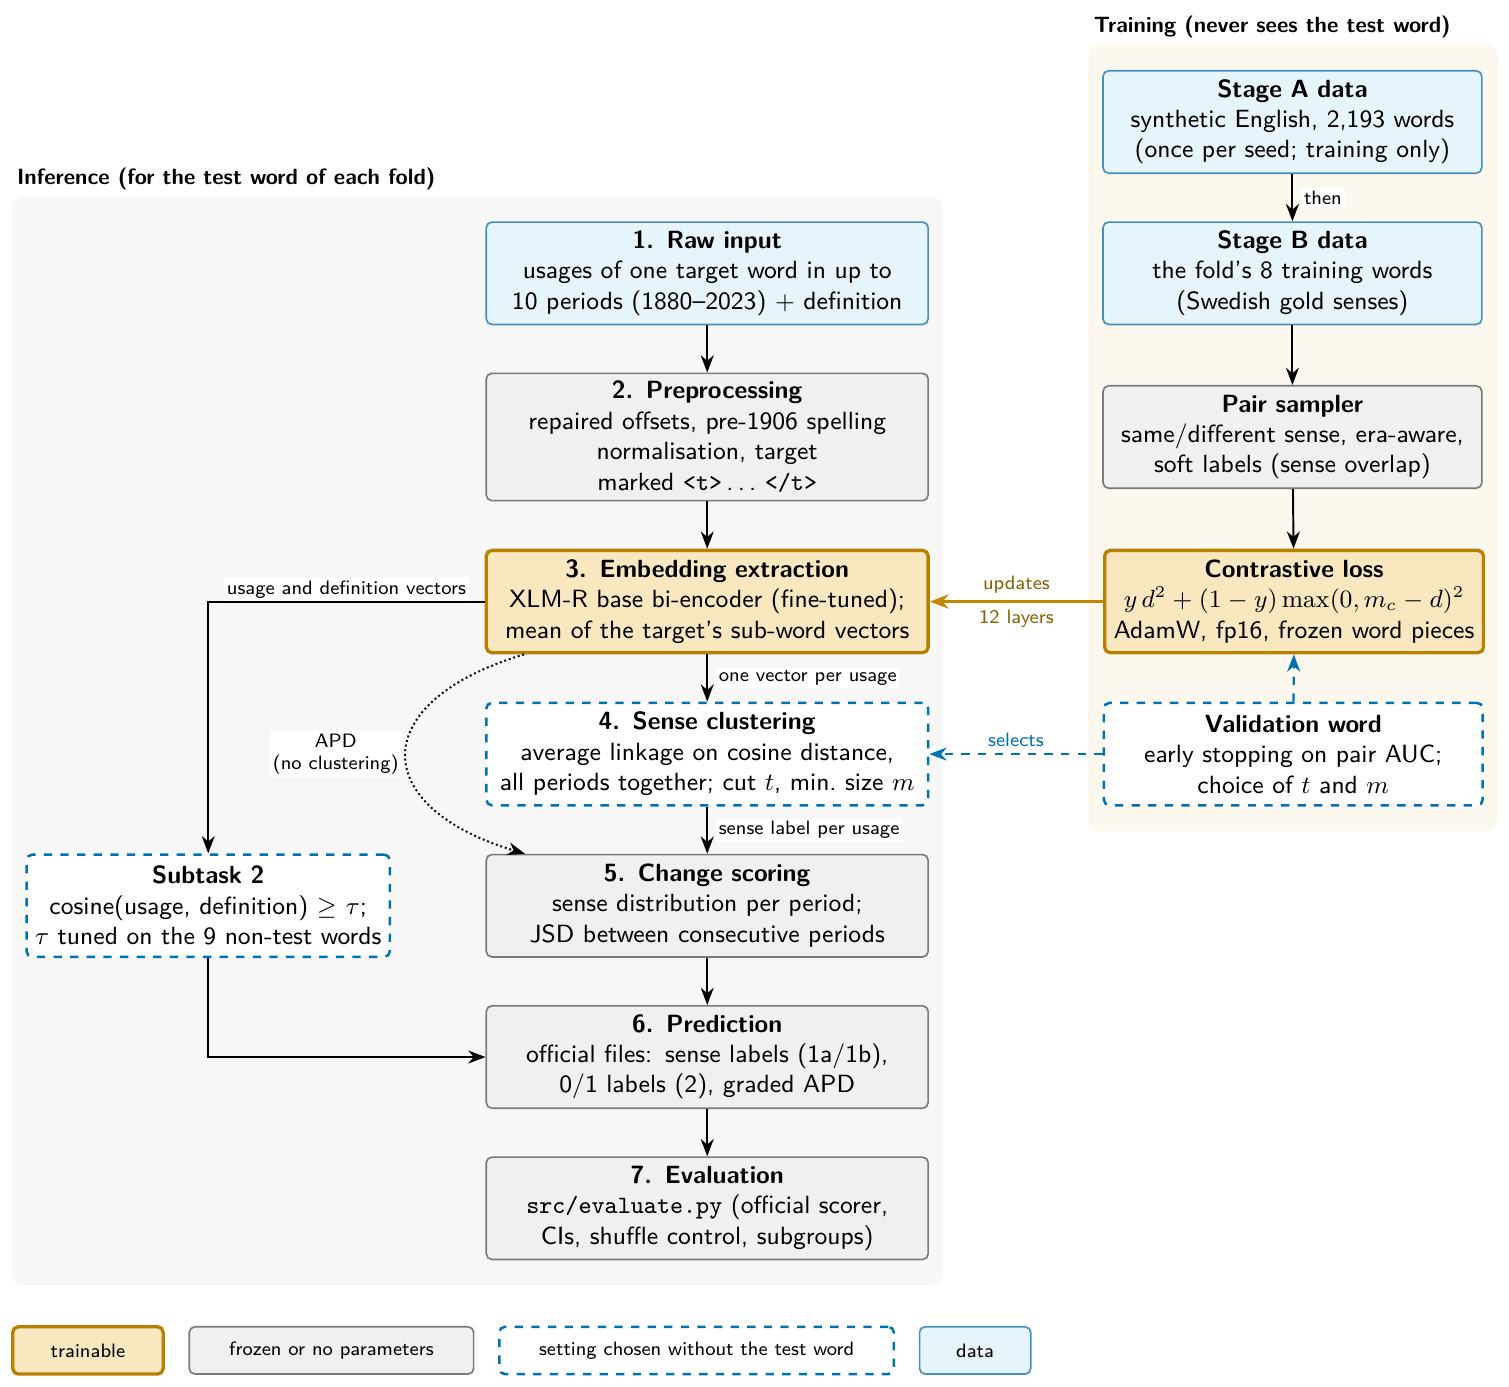 Training (never sees the test word)
Stage A data
synthetic English, 2,193 words
(once per seed; training only)
then
Stage B data
the fold's 8 training words
(Swedish gold senses)
Pair sampler
same/different sense, era-aware,
soft labels (sense overlap)
Contrastive loss
y d² + (1 − y) max(0, m_c − d)²
AdamW, fp16, frozen word pieces
Validation word
early stopping on pair AUC;
choice of t and m
updates
12 layers
selects
Inference (for the test word of each fold)
1. Raw input
usages of one target word in up to
10 periods (1880–2023) + definition
2. Preprocessing
repaired offsets, pre-1906 spelling
normalisation, target
marked <t>... </t>
3. Embedding extraction
XLM-R base bi-encoder (fine-tuned);
mean of the target's sub-word vectors
usage and definition vectors
one vector per usage
APD
(no clustering)
4. Sense clustering
average linkage on cosine distance,
all periods together; cut t, min. size m
sense label per usage
Subtask 2
cosine(usage, definition) ≥ τ;
τ tuned on the 9 non-test words
5. Change scoring
sense distribution per period;
JSD between consecutive periods
6. Prediction
official files: sense labels (1a/1b),
0/1 labels (2), graded APD
7. Evaluation
src/evaluate.py (official scorer,
CIs, shuffle control, subgroups)
trainable
frozen or no parameters
setting chosen without the test word
data